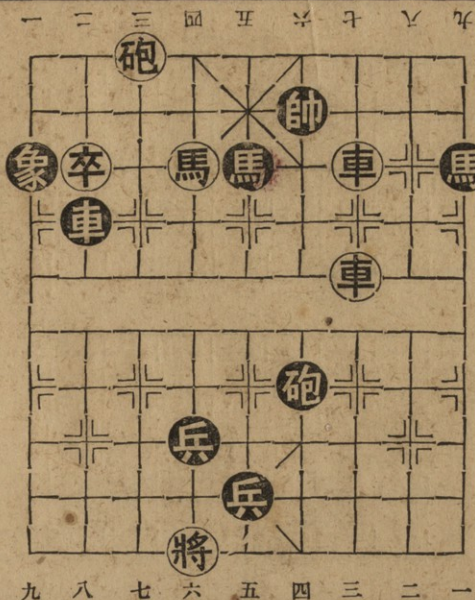 一 二 三 四 五 六 七 八 九
砲
帥
象 卒 馬 馬 車 馬
車
車
砲
兵
兵
將
九 八 七 六 五 四 三 二 一